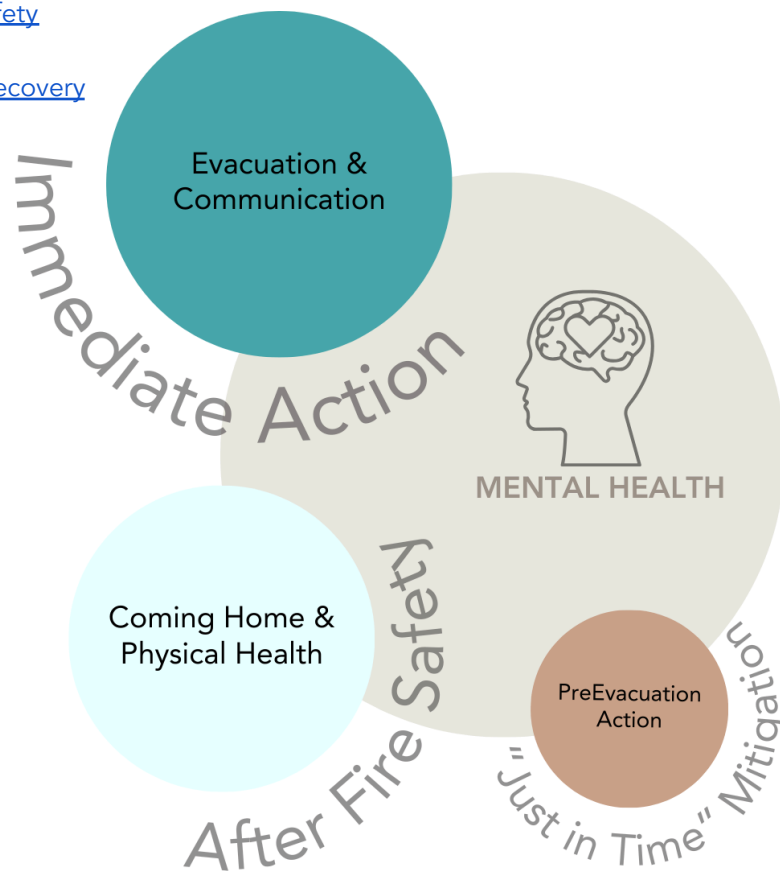 fety
ecovery
Evacuation &
Communication
Immediate Action
MENTAL HEALTH
Coming Home &
Physical Health
After Fire Safety
PreEvacuation
Action
"Just in Time" Mitigation